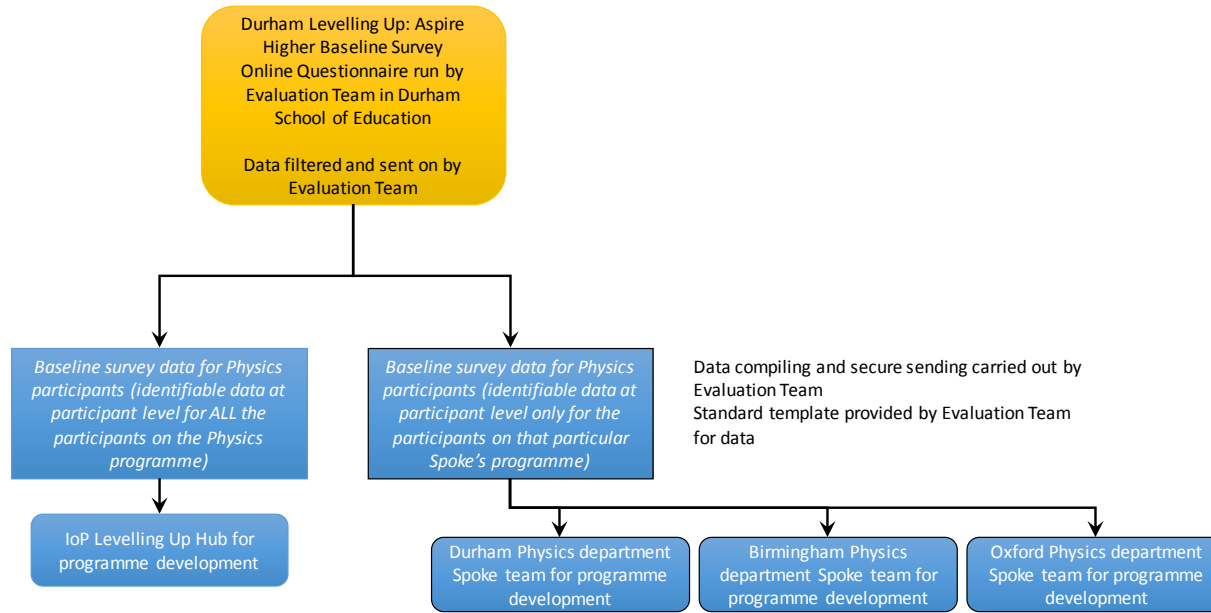 Durham Levelling Up: Aspire
Higher Baseline Survey
Online Questionnaire run by
Evaluation Team in Durham
School of Education
Data filtered and sent on by
Evaluation Team
Baseline survey data for Physics
participants (identifiable data at
participant level for ALL the
participants on the Physics
programme)
Baseline survey data for Physics
participants (identifiable data at
participant level only for the
participants on that particular
Spoke's programme)
Data compiling and secure sending carried out by
Evaluation Team
Standard template provided by Evaluation Team
for data
IoP Levelling Up Hub for
programme development
Durham Physics department
Spoke team for programme
development
Birmingham Physics
department Spoke team for
programme development
Oxford Physics department
Spoke team for programme
development